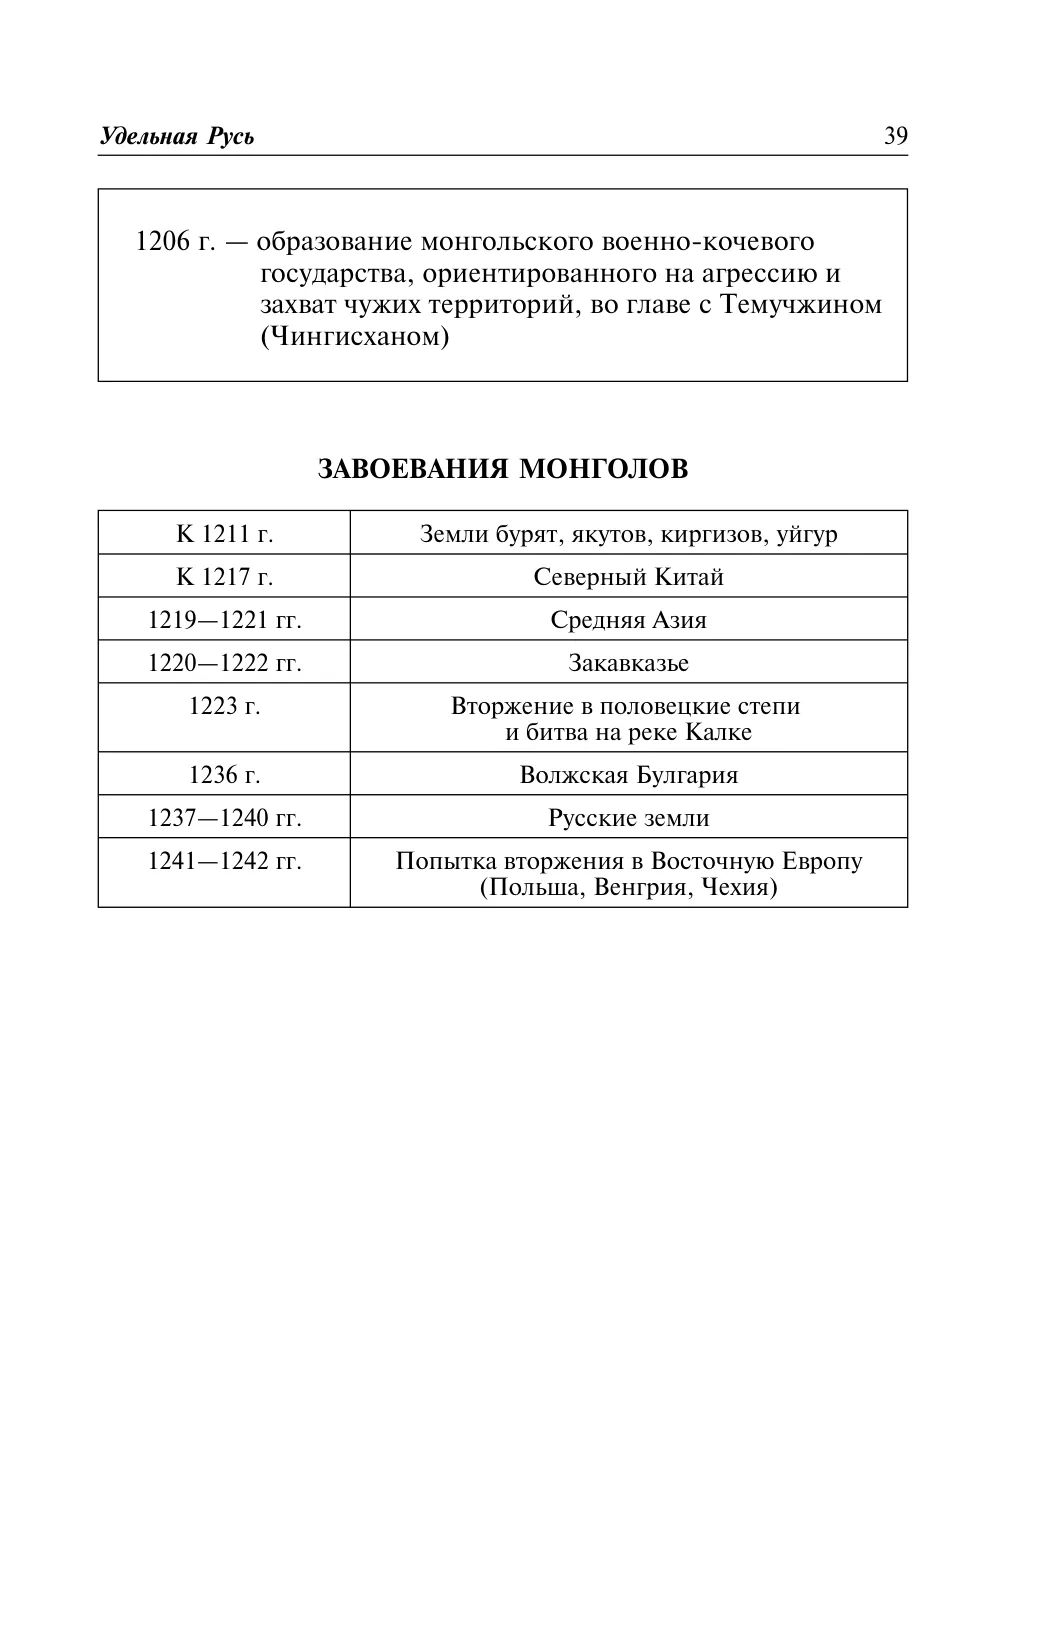 Удельная Русь 39
1206 г. — образование монгольского военно-кочевого
государства, ориентированного на агрессию и
захват чужих территорий, во главе с Темучжином
(Чингисханом)
ЗАВОЕВАНИЯ МОНГОЛОВ
К 1211 г. Земли бурят, якутов, киргизов, уйгур
К 1217 г. Северный Китай
1219—1221 гг. Средняя Азия
1220—1222 гг. Закавказье
1223 г. Вторжение в половецкие степи
и битва на реке Калке
1236 г. Волжская Булгария
1237—1240 гг. Русские земли
1241—1242 гг. Попытка вторжения в Восточную Европу
(Польша, Венгрия, Чехия)